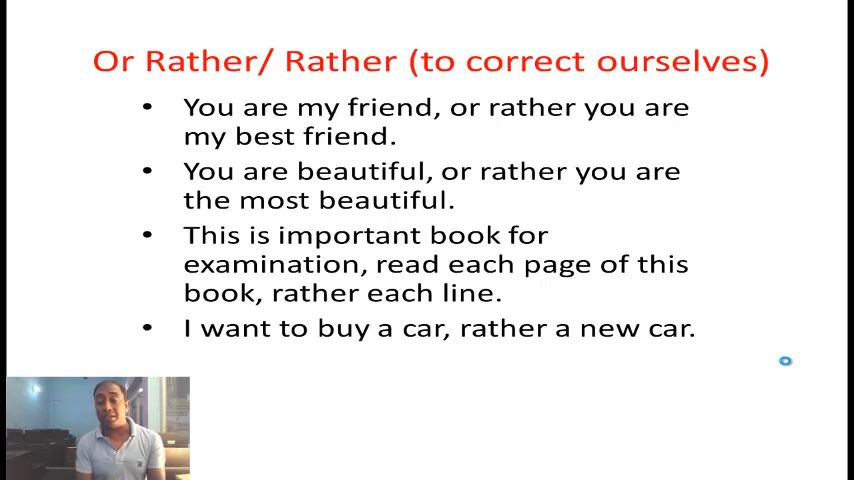 Or Rather/ Rather (to correct ourselves)
• You are my friend, or rather you are
my best friend.
• You are beautiful, or rather you are
the most beautiful.
• This is important book for
examination, read each page of this
book, rather each line.
• I want to buy a car, rather a new car.